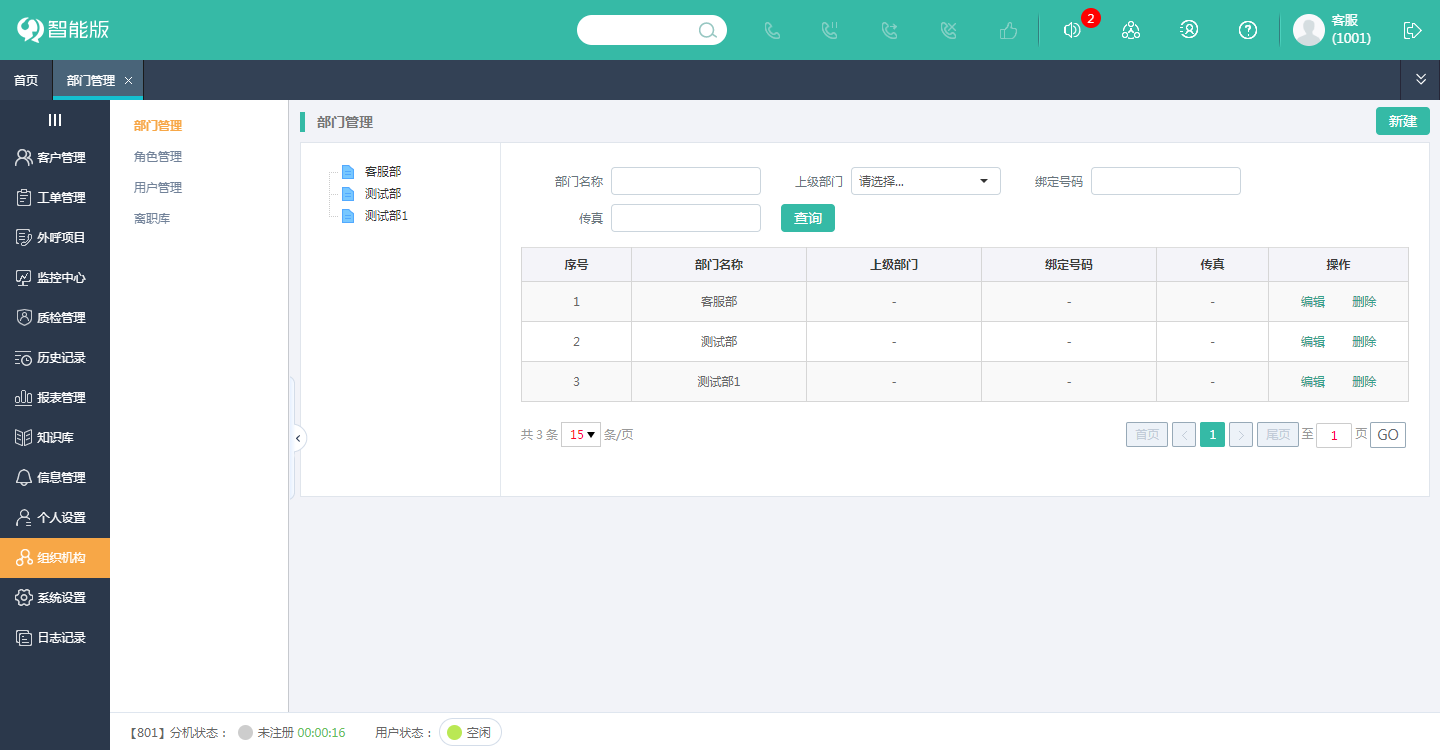 智能版
2
客服
(1001)
首页
部门管理
客户管理
工单管理
外呼项目
监控中心
质检管理
历史记录
报表管理
知识库
信息管理
个人设置
组织机构
系统设置
日志记录
部门管理
角色管理
用户管理
离职库
部门管理
新建
客服部
测试部
测试部1
部门名称 上级部门 请选择... 绑定号码
传真 查询
序号 部门名称 上级部门 绑定号码 传真 操作
1 客服部 - - - 编辑 删除
2 测试部 - - - 编辑 删除
3 测试部1 - - - 编辑 删除
共 3 条 15 条/页 首页 < 1 > 尾页 至 1 页 GO
【801】分机状态： 未注册 00:00:16 用户状态： 空闲